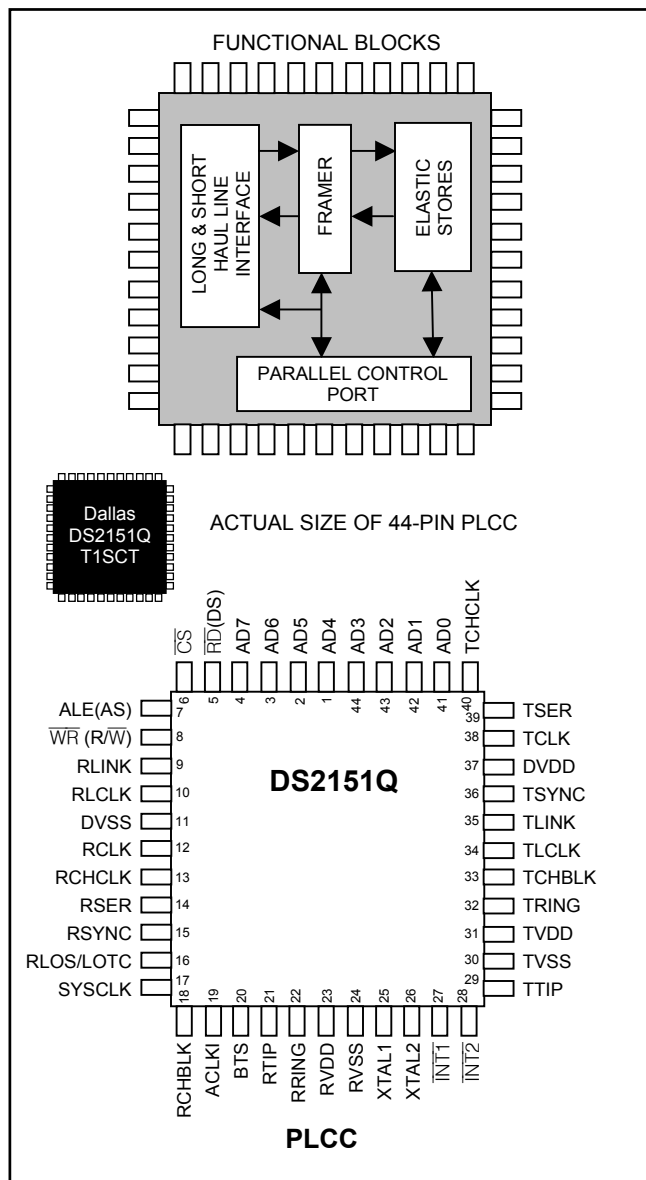 FUNCTIONAL BLOCKS
LONG & SHORT
HAUL LINE
INTERFACE
FRAMER
ELASTIC
STORES
PARALLEL CONTROL
PORT
Dallas
DS2151Q
T1SCT
ACTUAL SIZE OF 44-PIN PLCC
C̅S̅
R̅D̅(DS)
AD7
AD6
AD5
AD4
AD3
AD2
AD1
AD0
TCHCLK
6
5
4
3
2
1
44
43
42
41
40
ALE(AS)
7
W̅R̅ (R/W̅)
8
RLINK
9
RLCLK
10
DVSS
11
RCLK
12
RCHCLK
13
RSER
14
RSYNC
15
RLOS/LOTC
16
SYSCLK
17
DS2151Q
39
TSER
38
TCLK
37
DVDD
36
TSYNC
35
TLINK
34
TLCLK
33
TCHBLK
32
TRING
31
TVDD
30
TVSS
29
TTIP
18
19
20
21
22
23
24
25
26
27
28
RCHBLK
ACLKI
BTS
RTIP
RRING
RVDD
RVSS
XTAL1
XTAL2
I̅N̅T̅1̅
I̅N̅T̅2̅
PLCC